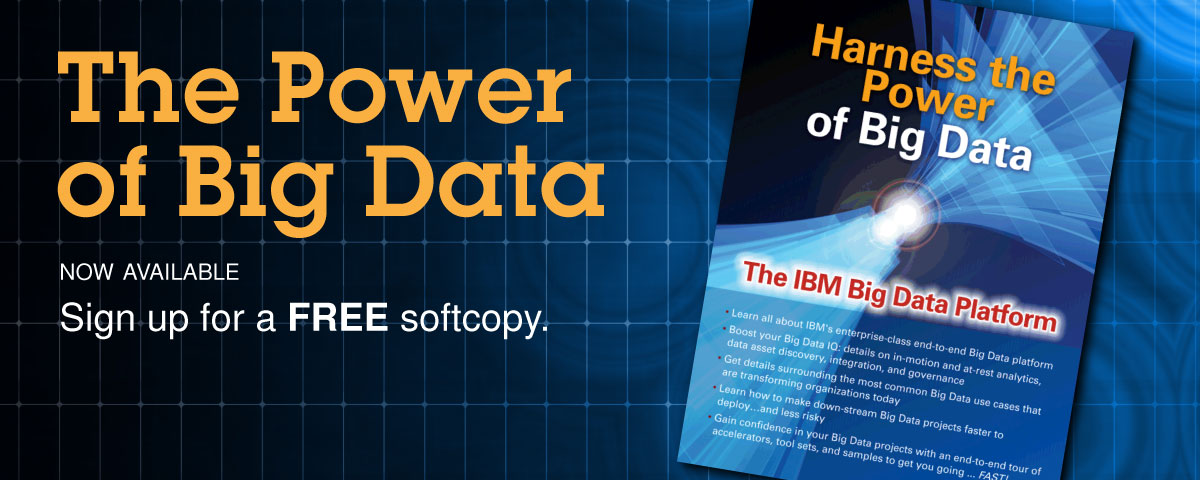 The Power
of Big Data
NOW AVAILABLE
Sign up for a FREE softcopy.
Harness the
Power
of Big Data
The IBM Big Data Platform
• Learn all about IBM's enterprise-class end-to-end Big Data platform
• Boost your Big Data IQ: details on in-motion and at-rest analytics,
data asset discovery, integration, and governance
• Get details surrounding the most common Big Data use cases that
are transforming organizations today
• Learn how to make down-stream Big Data projects faster to
deploy...and less risky
• Gain confidence in your Big Data projects with an end-to-end tour of
accelerators, tool sets, and samples to get you going ... FAST!